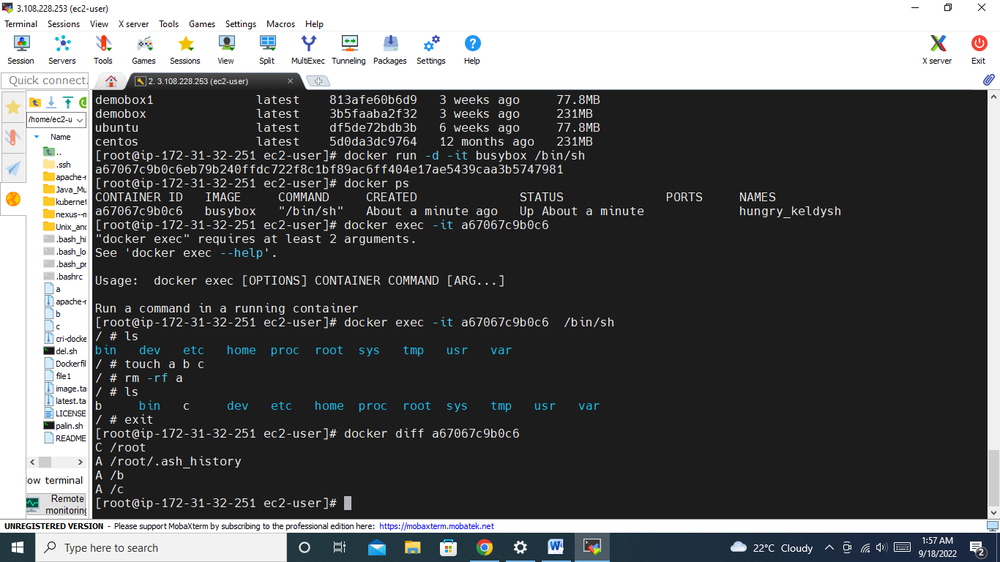 3.108.228.253 (ec2-user)
Terminal Sessions View X server Tools Games Settings Macros Help
Session Servers Tools Games Sessions View Split MultiExec Tunneling Packages Settings Help X server Exit
Quick connect.
2. 3.108.228.253 (ec2-user)
/home/ec2-u
Name
..
.ssh
apache-r
Java_Mu
kubernet
nexus--m
Unix_and
.bash_hi
.bash_lo
.bash_pr
.bashrc
a
apache-r
b
c
cri-docke
del.sh
Dockerfil
file1
image.ta
latest.ta
LICENSE
palin.sh
README
low terminal
Remote
monitoring
demobox1 latest 813afe60b6d9 3 weeks ago 77.8MB
demobox latest 3b5faaba2f32 3 weeks ago 231MB
ubuntu latest df5de72bdb3b 6 weeks ago 77.8MB
centos latest 5d0da3dc9764 12 months ago 231MB
[root@ip-172-31-32-251 ec2-user]# docker run -d -it busybox /bin/sh
a67067c9b0c6eb79b240ffdc722f8c1bf89ac6ff404e17ae5439caa3b5747981
[root@ip-172-31-32-251 ec2-user]# docker ps
CONTAINER ID IMAGE COMMAND CREATED STATUS PORTS NAMES
a67067c9b0c6 busybox "/bin/sh" About a minute ago Up About a minute hungry_keldysh
[root@ip-172-31-32-251 ec2-user]# docker exec -it a67067c9b0c6
"docker exec" requires at least 2 arguments.
See 'docker exec --help'.
Usage: docker exec [OPTIONS] CONTAINER COMMAND [ARG...]
Run a command in a running container
[root@ip-172-31-32-251 ec2-user]# docker exec -it a67067c9b0c6 /bin/sh
/ # ls
bin dev etc home proc root sys tmp usr var
/ # touch a b c
/ # rm -rf a
/ # ls
b bin c dev etc home proc root sys tmp usr var
/ # exit
[root@ip-172-31-32-251 ec2-user]# docker diff a67067c9b0c6
C /root
A /root/.ash_history
A /b
A /c
[root@ip-172-31-32-251 ec2-user]#
UNREGISTERED VERSION - Please support MobaXterm by subscribing to the professional edition here: https://mobaxterm.mobatek.net
Type here to search
22°C Cloudy
1:57 AM
9/18/2022
2